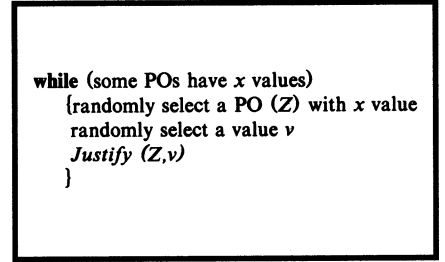 while (some POs have x values)
{randomly select a PO (Z) with x value
randomly select a value v
Justify (Z,v)
}